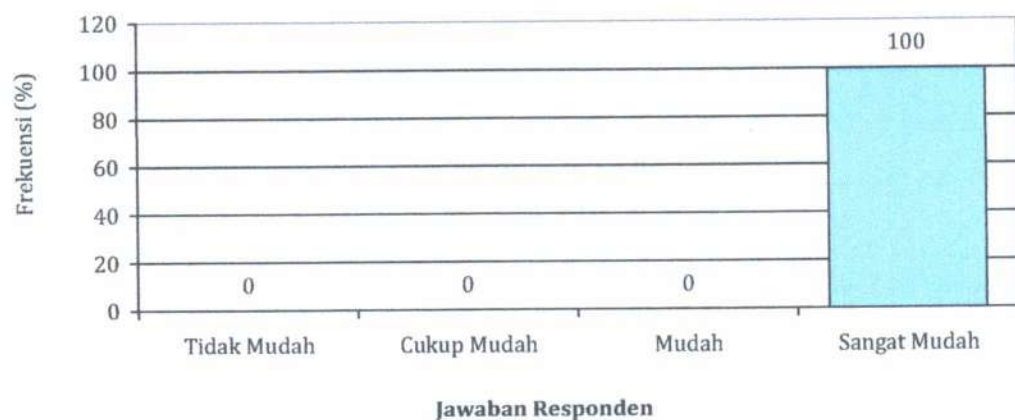 120
100
100
80
60
40
20
0
0
0
0
Frekuensi (%)
Tidak Mudah
Cukup Mudah
Mudah
Sangat Mudah
Jawaban Responden